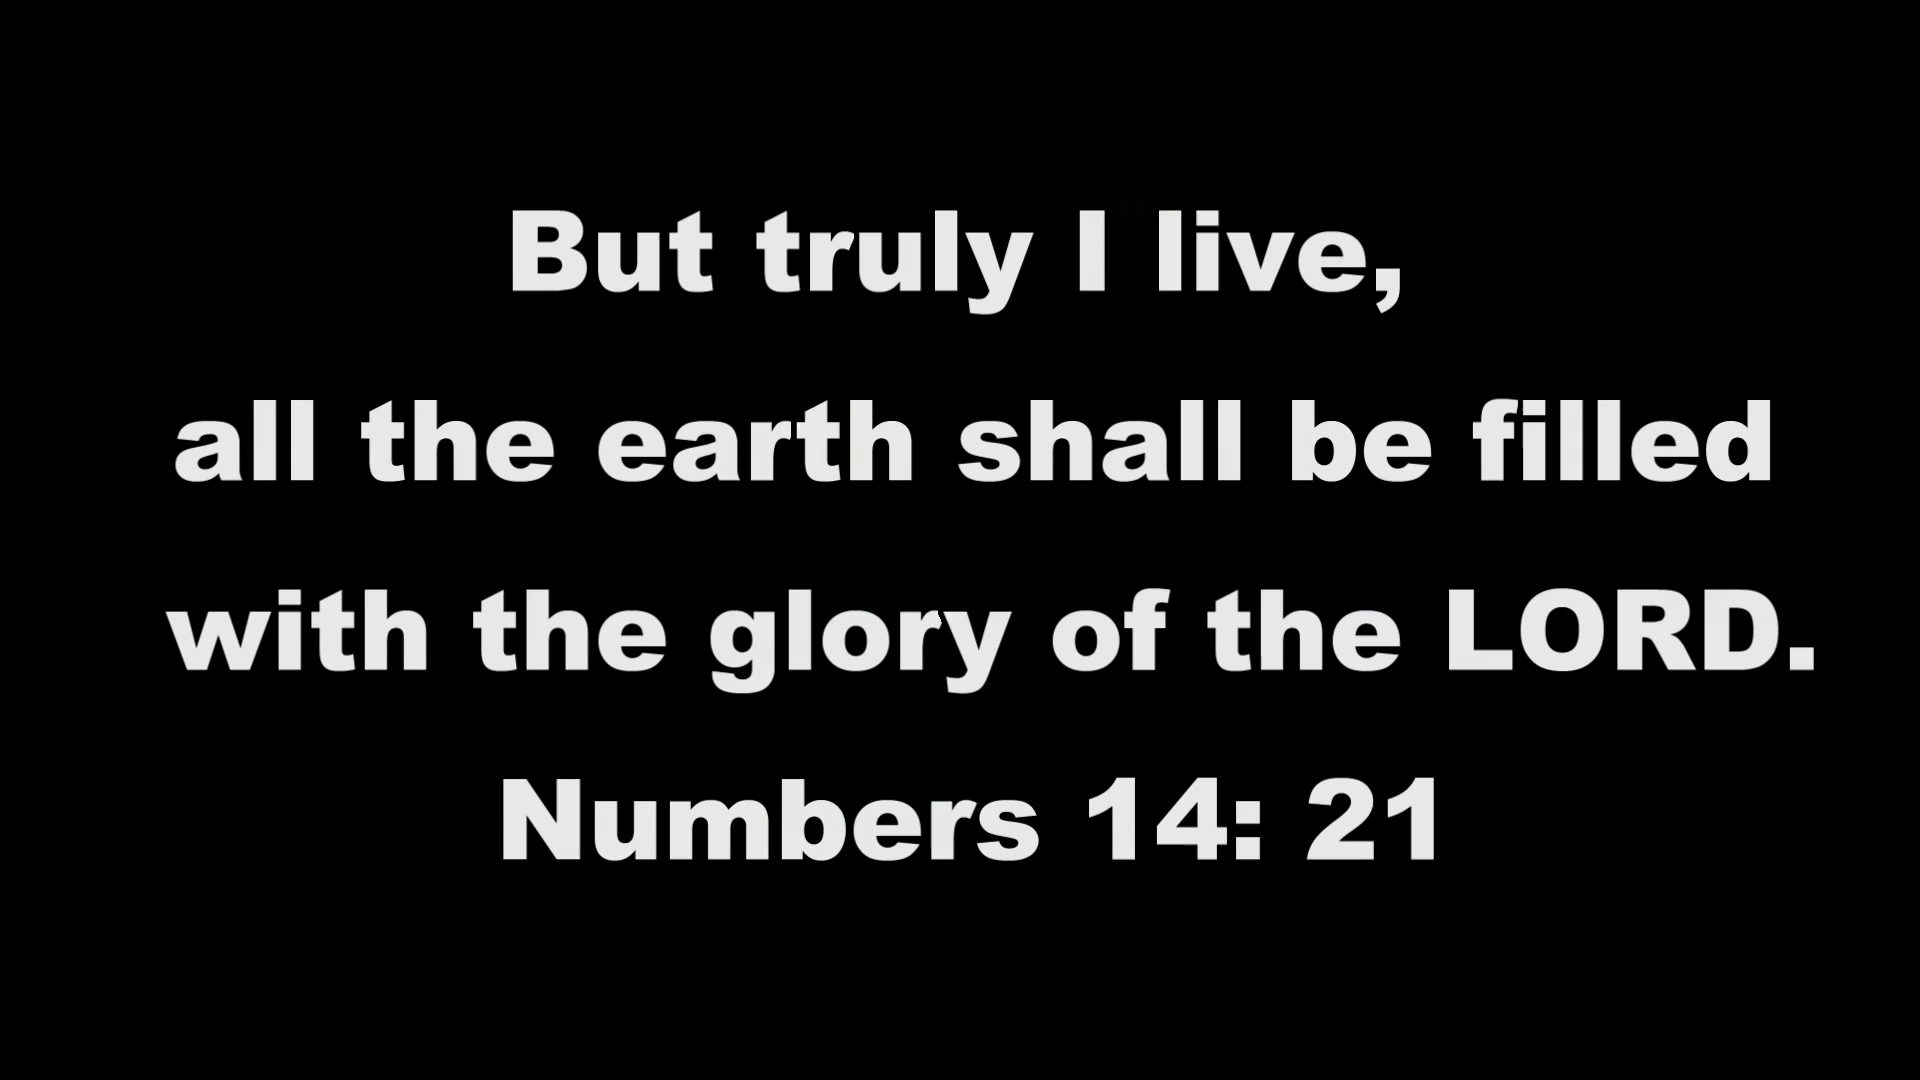 But truly I live,
all the earth shall be filled
with the glory of the LORD.
Numbers 14: 21